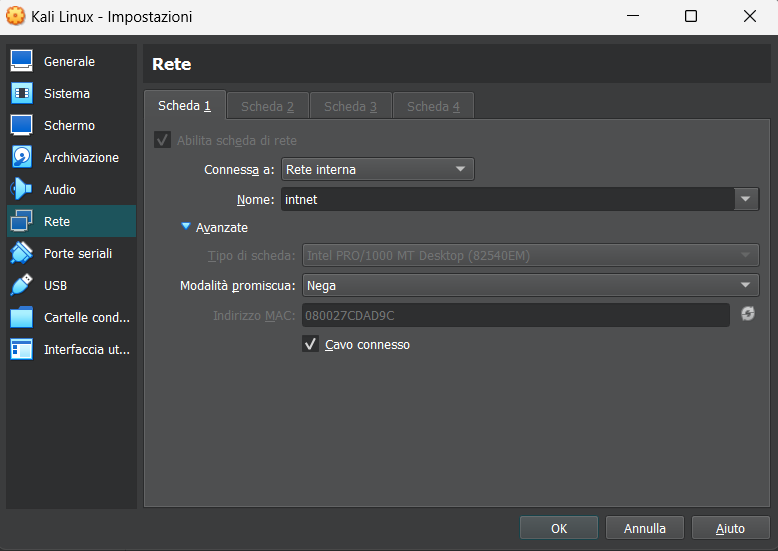 Kali Linux - Impostazioni
Generale
Sistema
Schermo
Archiviazione
Audio
Rete
Porte seriali
USB
Cartelle cond...
Interfaccia ut...
Rete
Scheda 1 Scheda 2 Scheda 3 Scheda 4
Abilita scheda di rete
Connessa a: Rete interna
Nome: intnet
Avanzate
Tipo di scheda: Intel PRO/1000 MT Desktop (82540EM)
Modalità promiscua: Nega
Indirizzo MAC: 080027CDAD9C
Cavo connesso
OK Annulla Aiuto